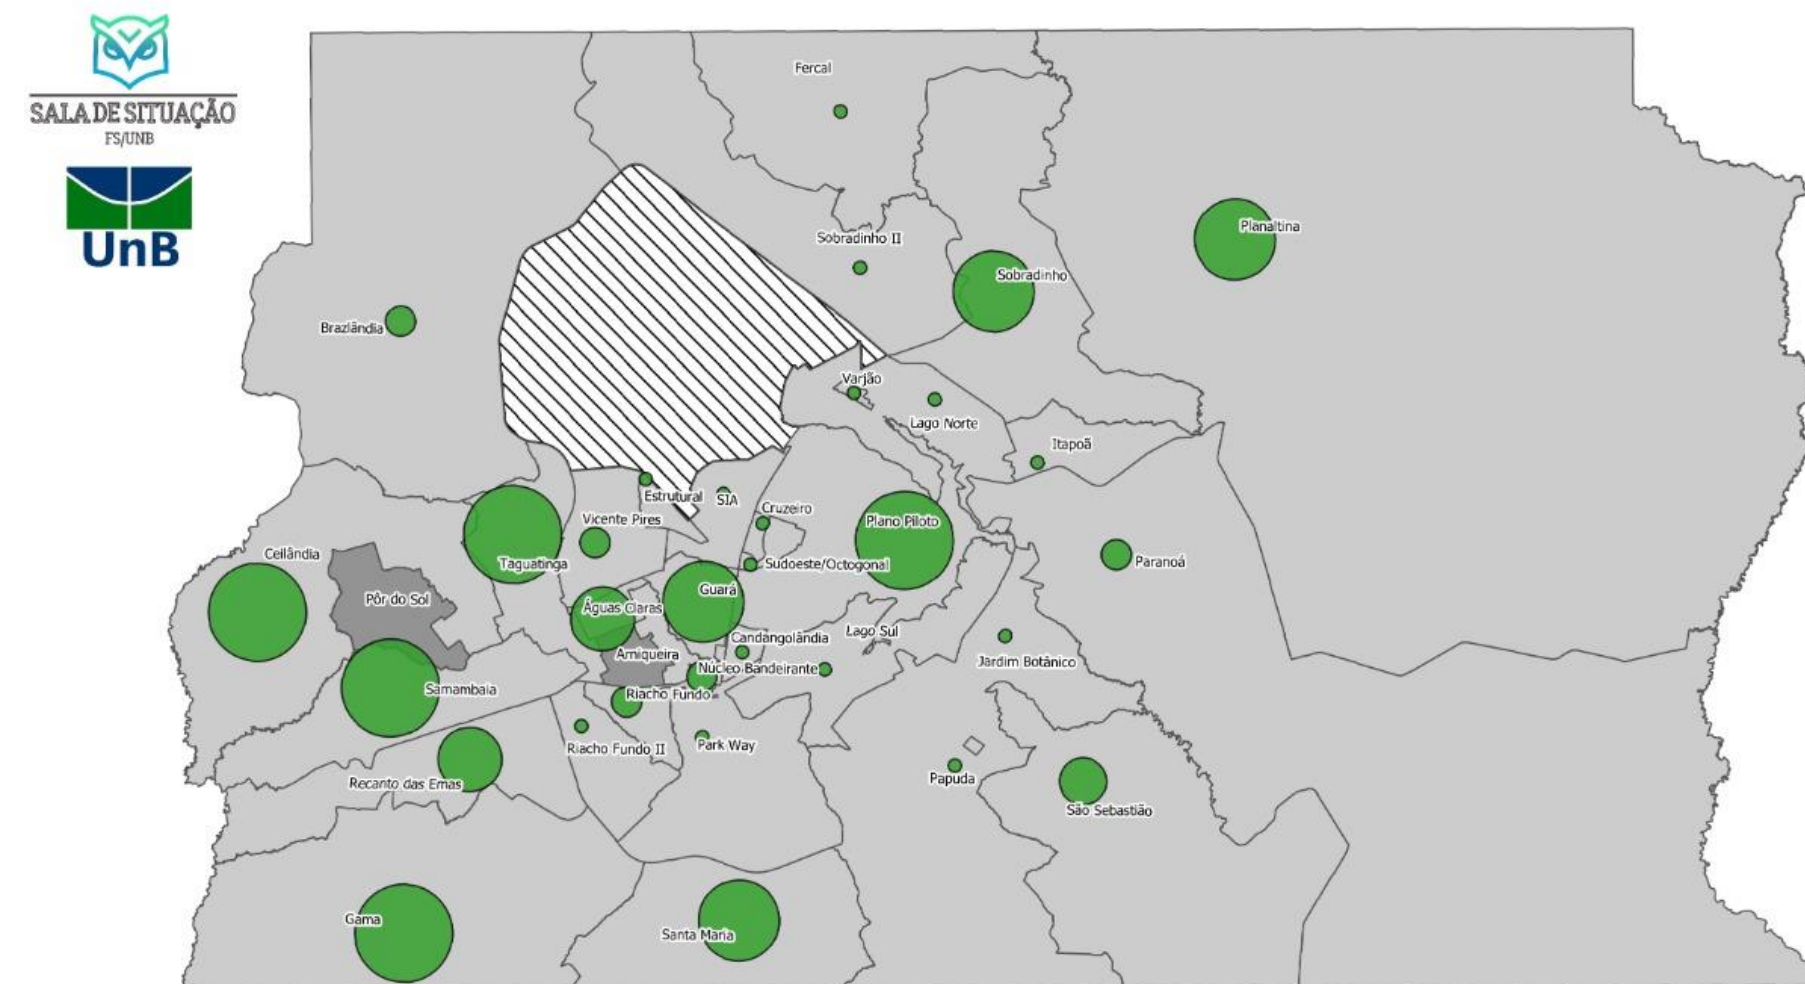 SALA DE SITUAÇÃO
FS/UNB
UnB
Fercal
Planaltina
Sobradinho II
Sobradinho
Brazlândia
Varjão
Lago Norte
Itapoã
Estrutural
SIA
Cruzeiro
Vicente Pires
Plano Piloto
Ceilândia
Taguatinga
Sudoeste/Octogonal
Paranoá
Guará
Pôr do Sol
Águas Claras
Candangolândia
Lago Sul
Arniqueira
Núcleo Bandeirante
Jardim Botânico
Samambaia
Riacho Fundo
Riacho Fundo II
Park Way
Recanto das Emas
Papuda
São Sebastião
Gama
Santa Maria